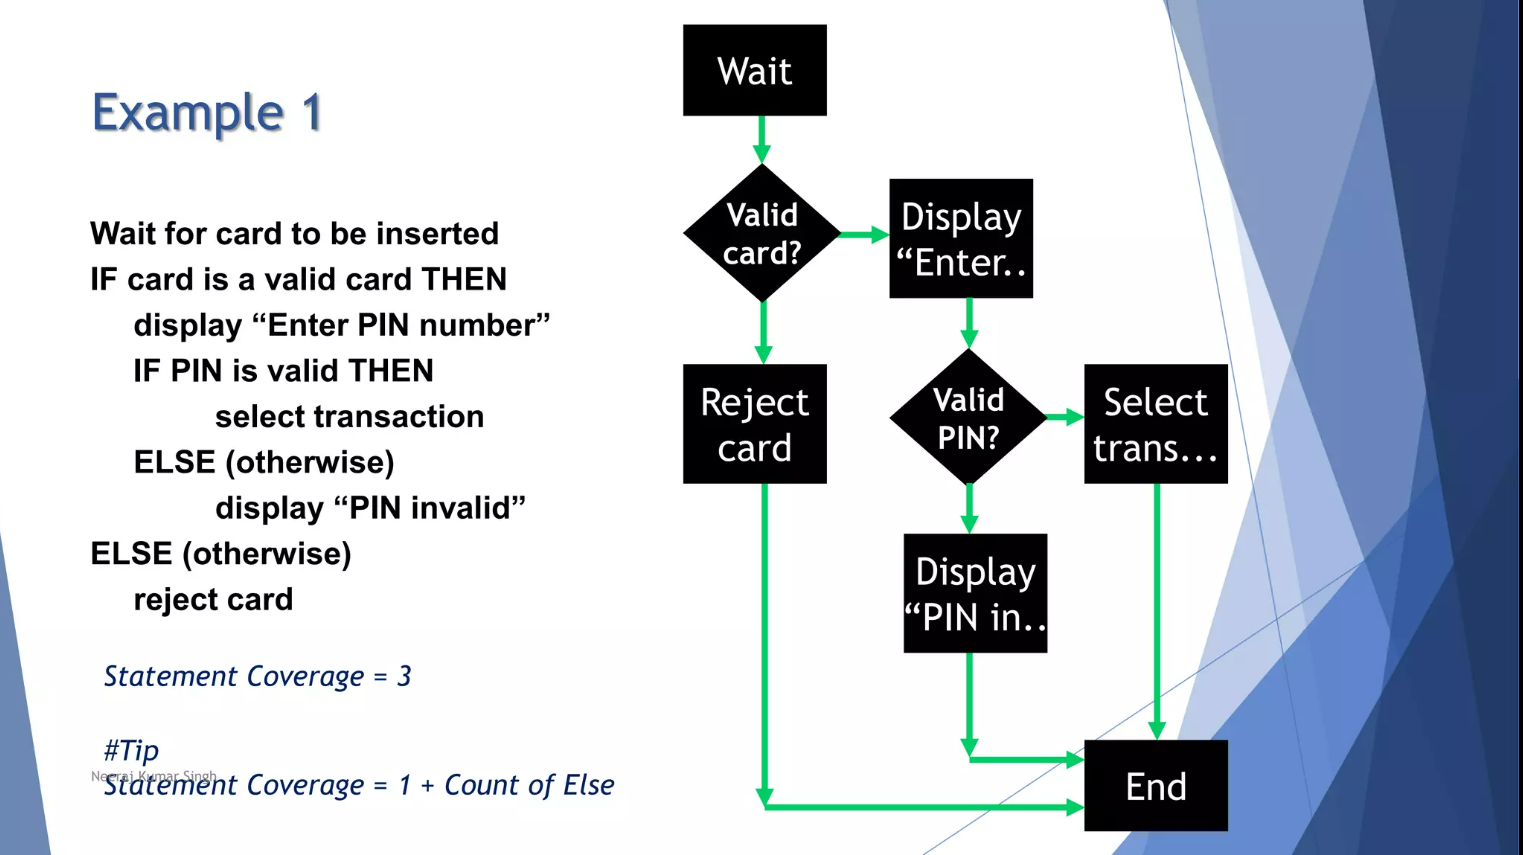 Example 1
Wait for card to be inserted
IF card is a valid card THEN
display “Enter PIN number”
IF PIN is valid THEN
select transaction
ELSE (otherwise)
display “PIN invalid”
ELSE (otherwise)
reject card
Statement Coverage = 3
#Tip
Neeraj Kumar Singh
Statement Coverage = 1 + Count of Else
Wait
Valid
card?
Display
“Enter..
Reject
card
Valid
PIN?
Select
trans...
Display
“PIN in..
End